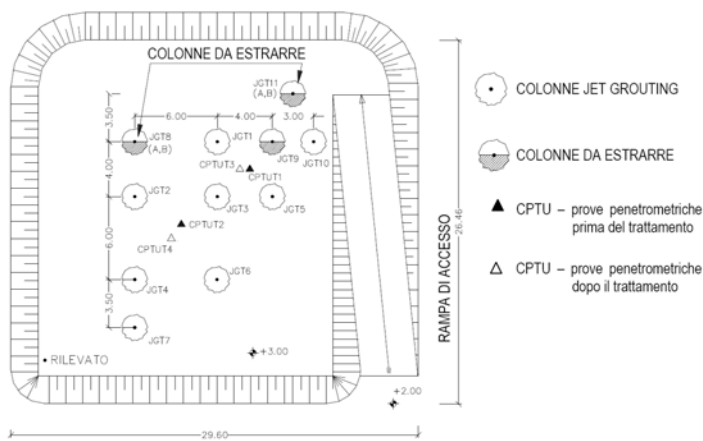 COLONNE DA ESTRARRE
JGT11
(A,B)
3.50
6.00
4.00
3.00
JGT8
(A,B)
JGT1
JGT9
JGT10
4.00
CPTUT3
CPTUT1
JGT2
JGT3
JGT5
6.00
CPTUT2
CPTUT4
JGT4
JGT6
3.50
JGT7
+3.00
RILEVATO
+2.00
29.60
RAMPA DI ACCESSO
26.46
COLONNE JET GROUTING
COLONNE DA ESTRARRE
CPTU – prove penetrometriche
prima del trattamento
CPTU – prove penetrometriche
dopo il trattamento